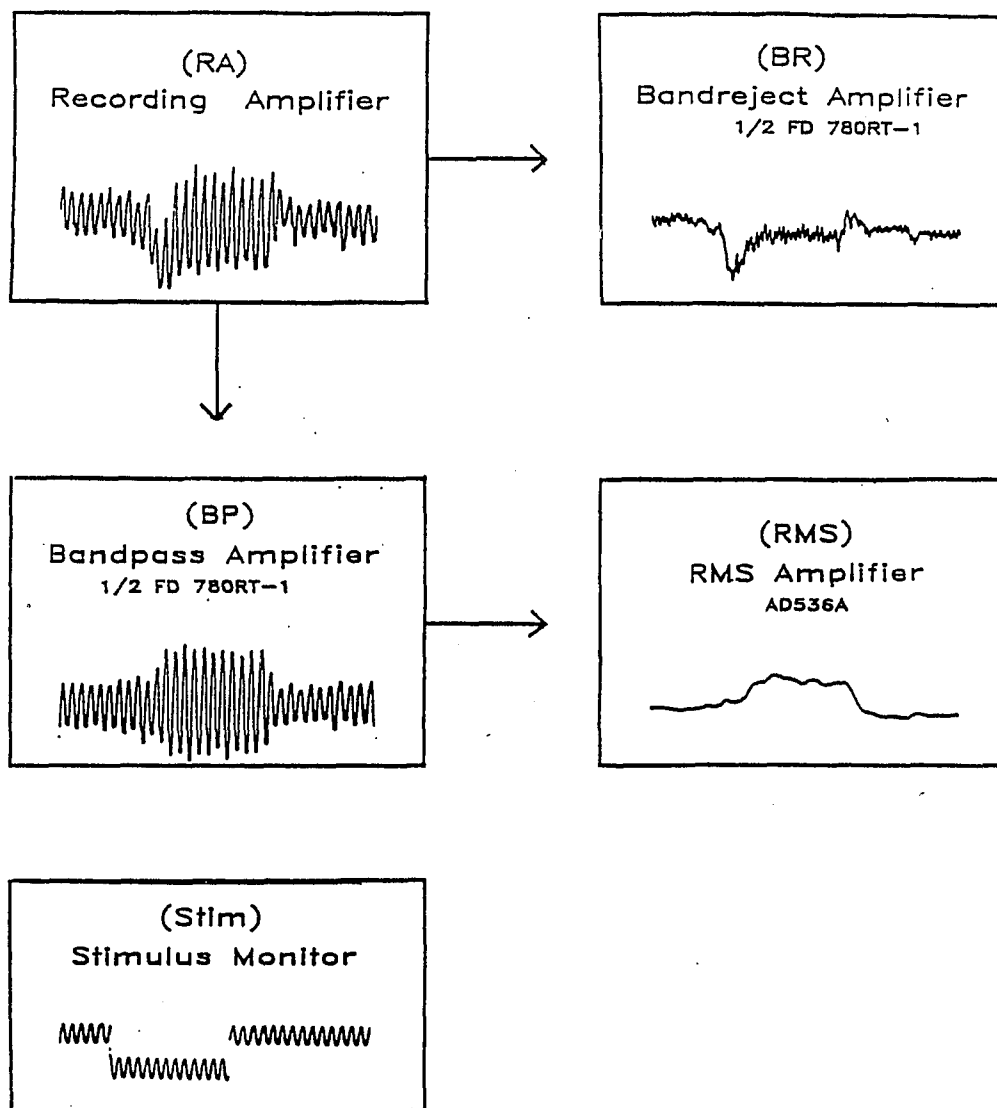 (RA)
Recording Amplifier
(BR)
Bandreject Amplifier
1/2 FD 780RT-1
(BP)
Bandpass Amplifier
1/2 FD 780RT-1
(RMS)
RMS Amplifier
AD536A
(Stim)
Stimulus Monitor